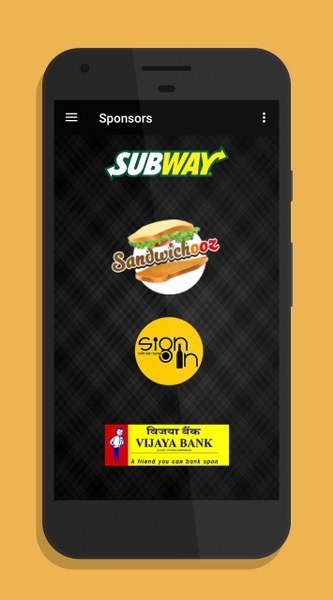 Sponsors
SUBWAY
Sandwichooz
sign
in
विजया बैंक
VIJAYA BANK
A friend you can bank upon